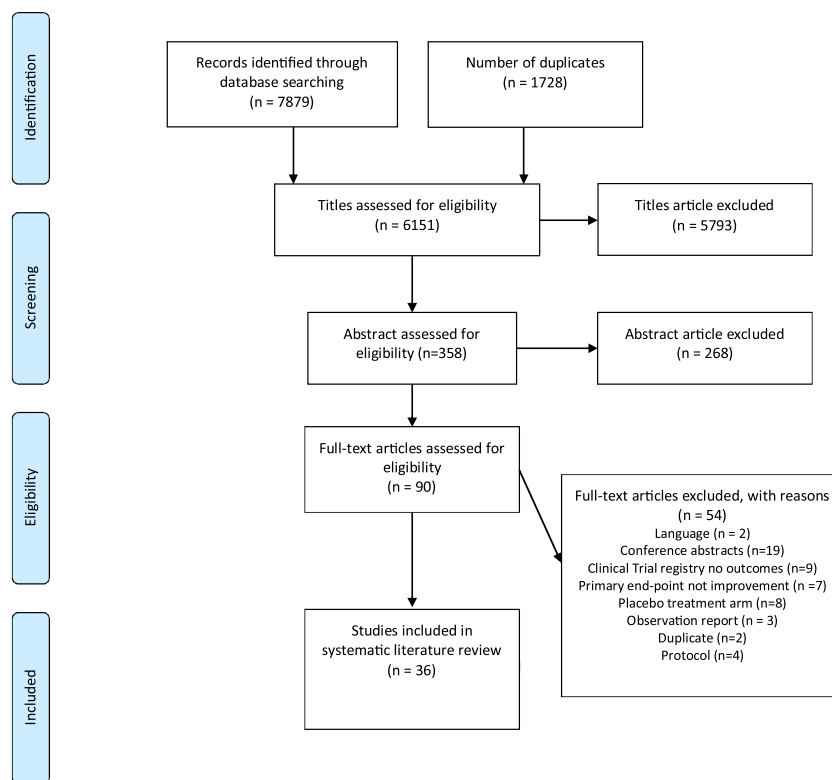 Identification
Records identified through
database searching
(n = 7879)
Number of duplicates
(n = 1728)
Titles assessed for eligibility
(n = 6151)
Titles article excluded
(n = 5793)
Screening
Abstract assessed for
eligibility (n=358)
Abstract article excluded
(n = 268)
Eligibility
Full-text articles assessed for
eligibility
(n = 90)
Full-text articles excluded, with reasons
(n = 54)
Language (n = 2)
Conference abstracts (n=19)
Clinical Trial registry no outcomes (n=9)
Primary end-point not improvement (n =7)
Placebo treatment arm (n=8)
Observation report (n = 3)
Duplicate (n=2)
Protocol (n=4)
Included
Studies included in
systematic literature review
(n = 36)